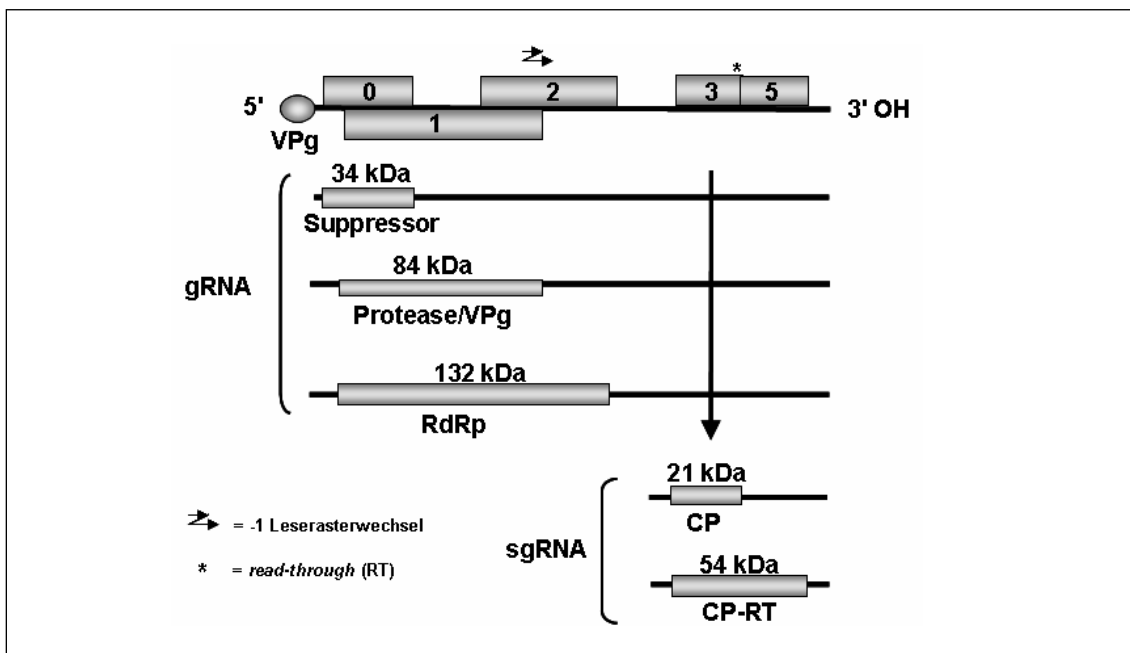 *
0
2
3
5
5'
3' OH
1
VPg
34 kDa
Suppressor
84 kDa
gRNA
Protease/VPg
132 kDa
RdRp
21 kDa
CP
= -1 Leserasterwechsel
sgRNA
* = read-through (RT)
54 kDa
CP-RT